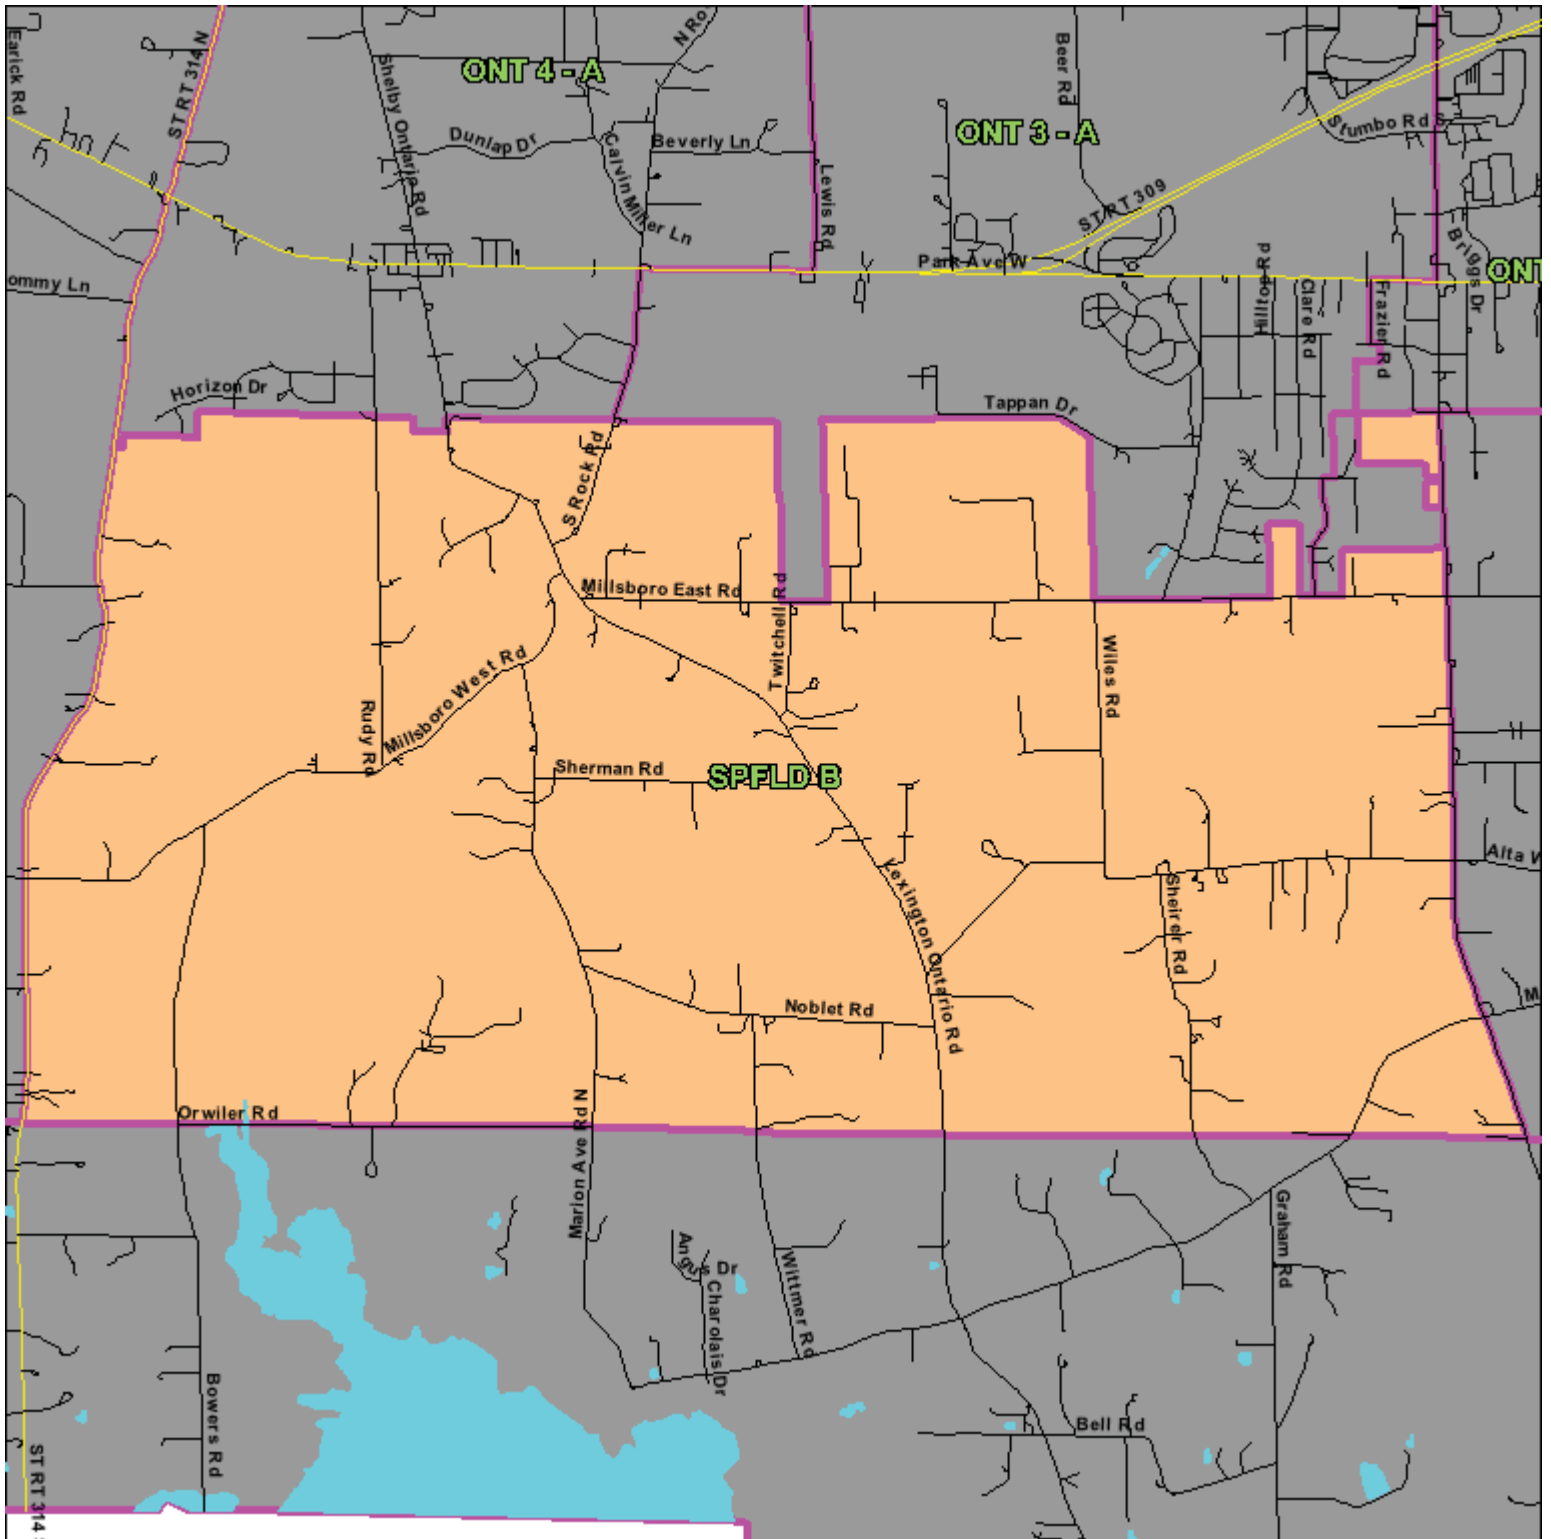 Earick Rd
ST RT 314 N
Shelby Ontario Rd
ONT 4 - A
N Ro
Beer Rd
ONT 3 - A
Stumbo Rd S
Dunlap Dr
Calvin Miller Ln
Beverly Ln
Lewis Rd
ST RT 309
Park Ave W
Briggs Dr
ONT
ommy Ln
Hilltop Rd
Clare Rd
Frazier Rd
Horizon Dr
Tappan Dr
S Rock Rd
Millsboro East Rd
Twitchell Rd
Wiles Rd
Millsboro West Rd
Rudy Rd
Sherman Rd
SPFLD B
Alta W
Lexington Ontario Rd
Sheirer Rd
Noblet Rd
M
Orwiler Rd
Marion Ave Rd N
Graham Rd
Angus Dr
Charolais Dr
Wittmer Rd
Bowers Rd
Bell Rd
ST RT 314